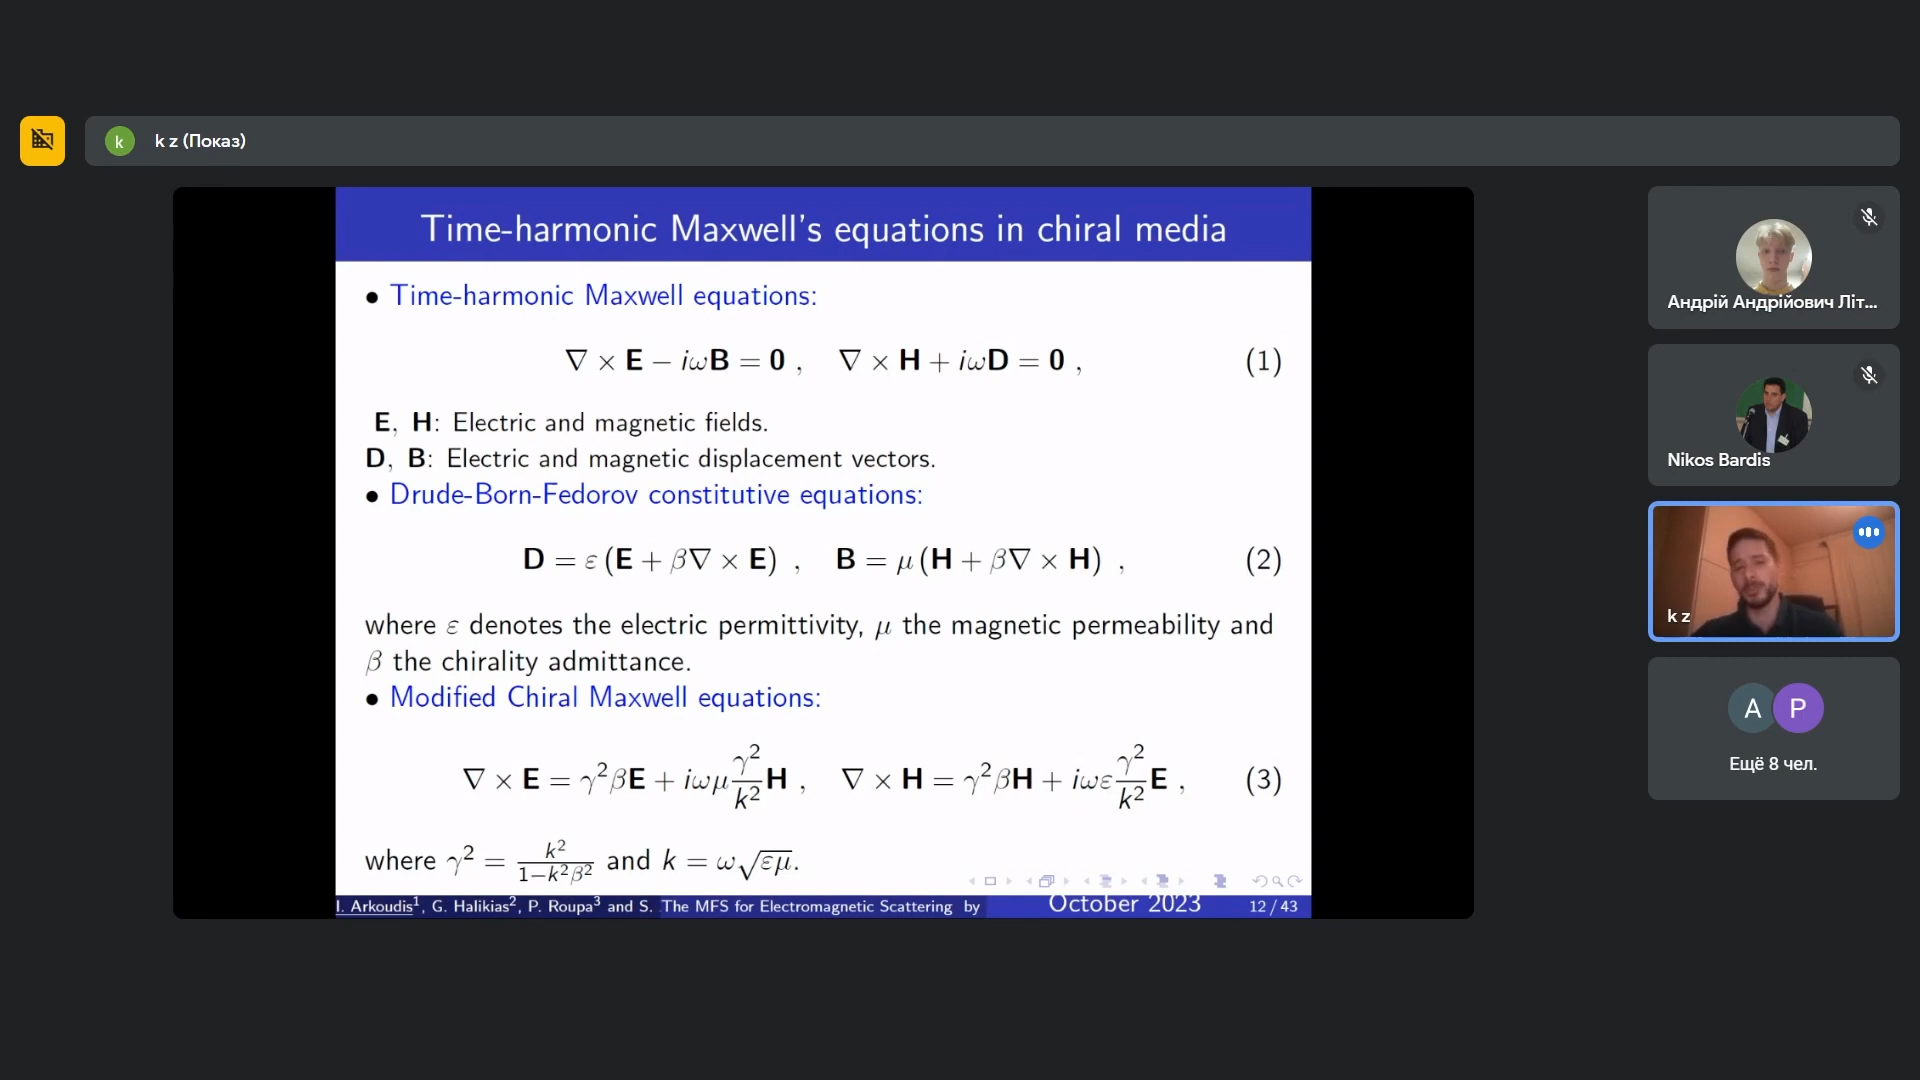 k
k z (Показ)
Time-harmonic Maxwell's equations in chiral media
• Time-harmonic Maxwell equations:
∇ × E − iωB = 0 , ∇ × H + iωD = 0 , (1)
E, H: Electric and magnetic fields.
D, B: Electric and magnetic displacement vectors.
• Drude-Born-Fedorov constitutive equations:
D = ε (E + β∇ × E) , B = μ (H + β∇ × H) , (2)
where ε denotes the electric permittivity, μ the magnetic permeability and
β the chirality admittance.
• Modified Chiral Maxwell equations:
∇ × E = γ²βE + iωμ γ²/k² H , ∇ × H = γ²βH + iωε γ²/k² E , (3)
where γ² = k²/(1−k²β²) and k = ω√εμ.
I. Arkoudis¹, G. Halikias², P. Roupa³ and S. The MFS for Electromagnetic Scattering by October 2023 12 / 43
Андрій Андрійович Літ...
Nikos Bardis
k z
A P
Ещё 8 чел.